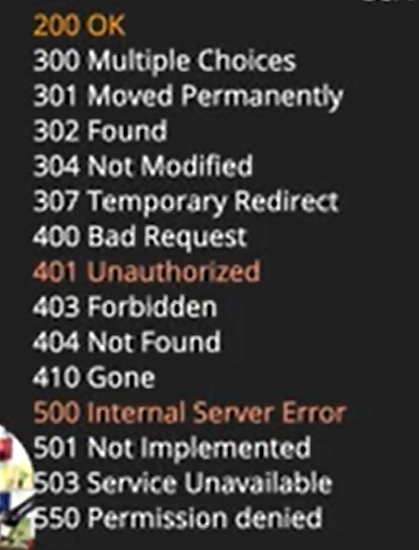 200 OK
300 Multiple Choices
301 Moved Permanently
302 Found
304 Not Modified
307 Temporary Redirect
400 Bad Request
401 Unauthorized
403 Forbidden
404 Not Found
410 Gone
500 Internal Server Error
501 Not Implemented
503 Service Unavailable
550 Permission denied